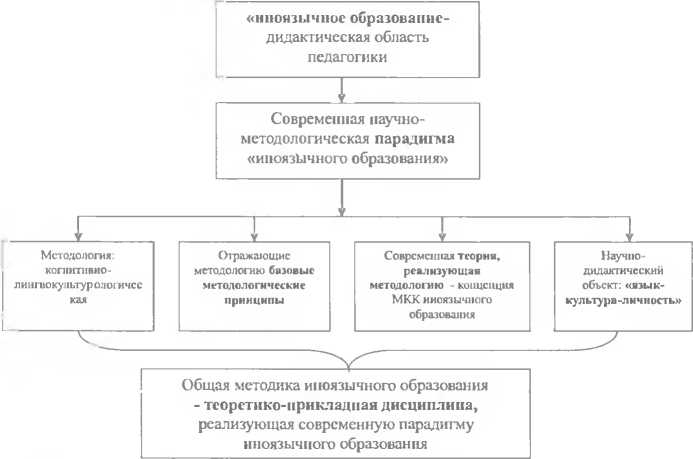 «иноязычное образование-
дидактическая область
педагогики
Современная научно-
методологическая парадигма
«иноязычного образования»
Методология:
когнитивно-
лингвокультурологичес
кая
Отражающие
методологию базовые
методологические
принципы
Современная теория,
реализующая
методологию - концепция
МКК иноязычного
образования
Научно-
дидактический
объект: «язык-
культура-личность»
Общая методика иноязычного образования
- теоретико-прикладная дисциплина,
реализующая современную парадигму
иноязычного образования